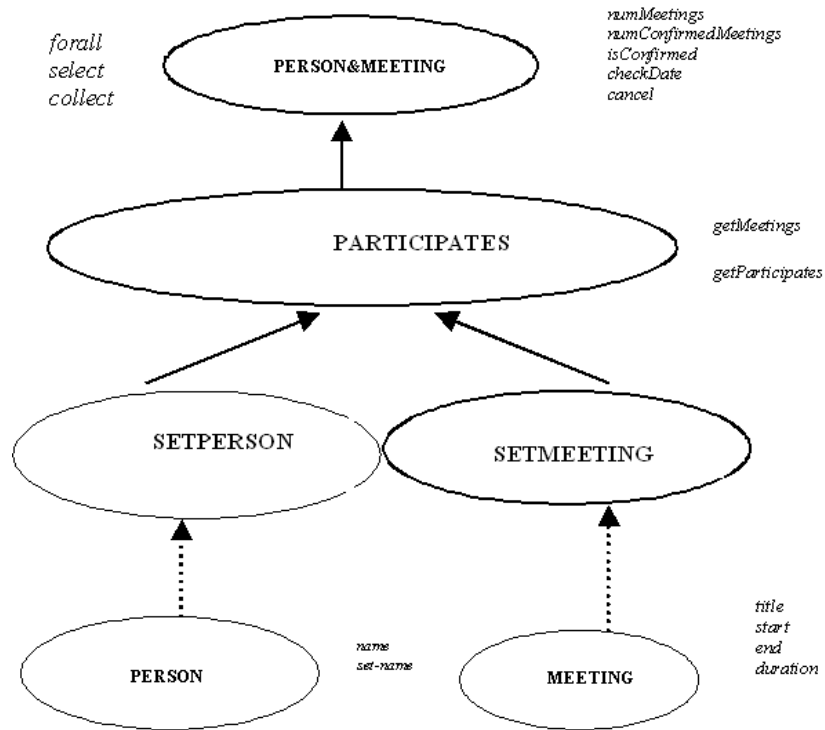 forall
select
collect
PERSON&MEETING
numMeetings
numConfirmedMeetings
isConfirmed
checkDate
cancel
PARTICIPATES
getMeetings
getParticipates
SETPERSON
SETMEETING
PERSON
name
set-name
MEETING
title
start
end
duration